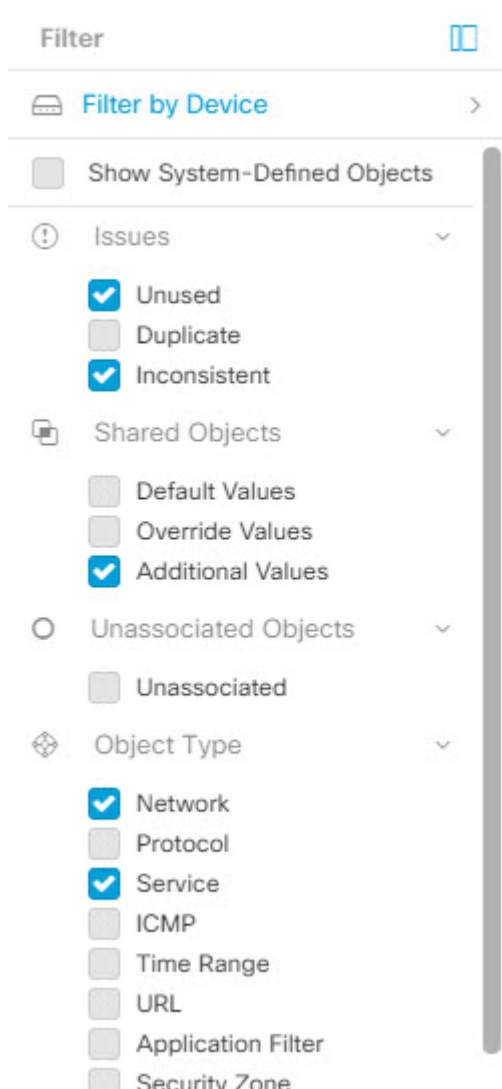 Filter
Filter by Device
Show System-Defined Objects
Issues
Unused
Duplicate
Inconsistent
Shared Objects
Default Values
Override Values
Additional Values
Unassociated Objects
Unassociated
Object Type
Network
Protocol
Service
ICMP
Time Range
URL
Application Filter
Security Zone